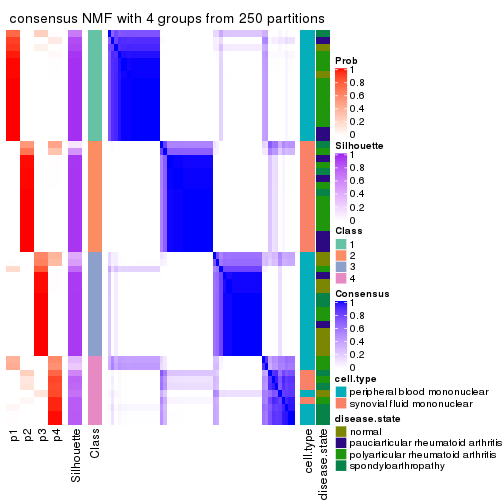 consensus NMF with 4 groups from 250 partitions
Prob
1
0.8
0.6
0.4
0.2
0
Silhouette
1
0.8
0.6
0.4
0.2
0
Class
1
2
3
4
Consensus
1
0.8
0.6
0.4
0.2
0
cell.type
peripheral blood mononuclear
synovial fluid mononuclear
disease.state
normal
pauciarticular rheumatoid arthritis
polyarticular rheumatoid arthritis
spondyloarthropathy
p1
p2
p3
p4
Silhouette
Class
cell.type
disease.state